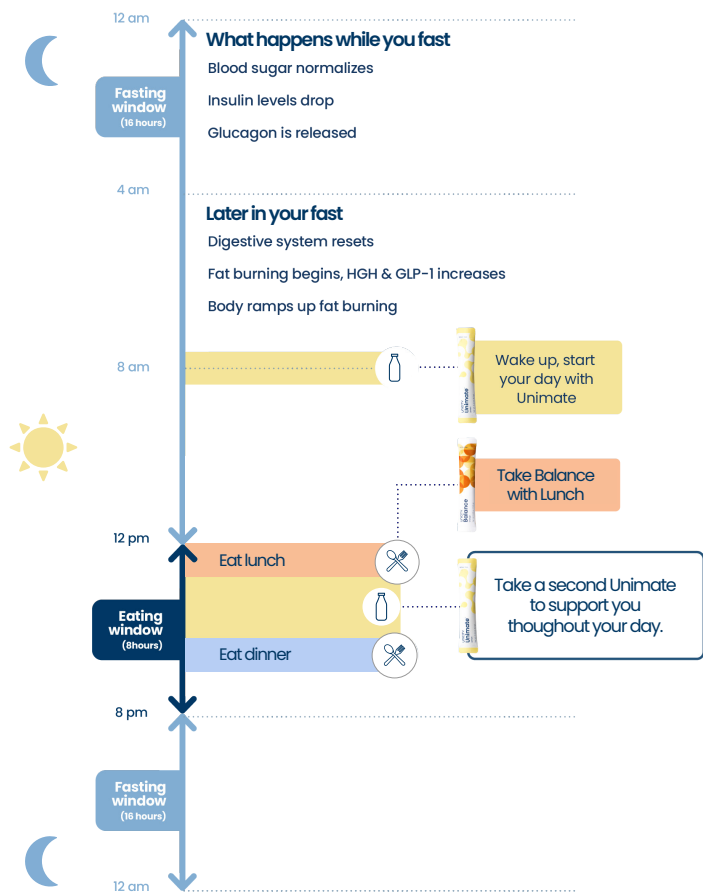 12 am
What happens while you fast
Blood sugar normalizes
Fasting
window
(16 hours)
Insulin levels drop
Glucagon is released
4 am
Later in your fast
Digestive system resets
Fat burning begins, HGH & GLP-1 increases
Body ramps up fat burning
8 am
Unimate
Wake up, start
your day with
Unimate
Balance
Take Balance
with Lunch
12 pm
Eat lunch
Eating
window
(8hours)
Unimate
Take a second Unimate
to support you
thoughout your day.
Eat dinner
8 pm
Fasting
window
(16 hours)
12 am